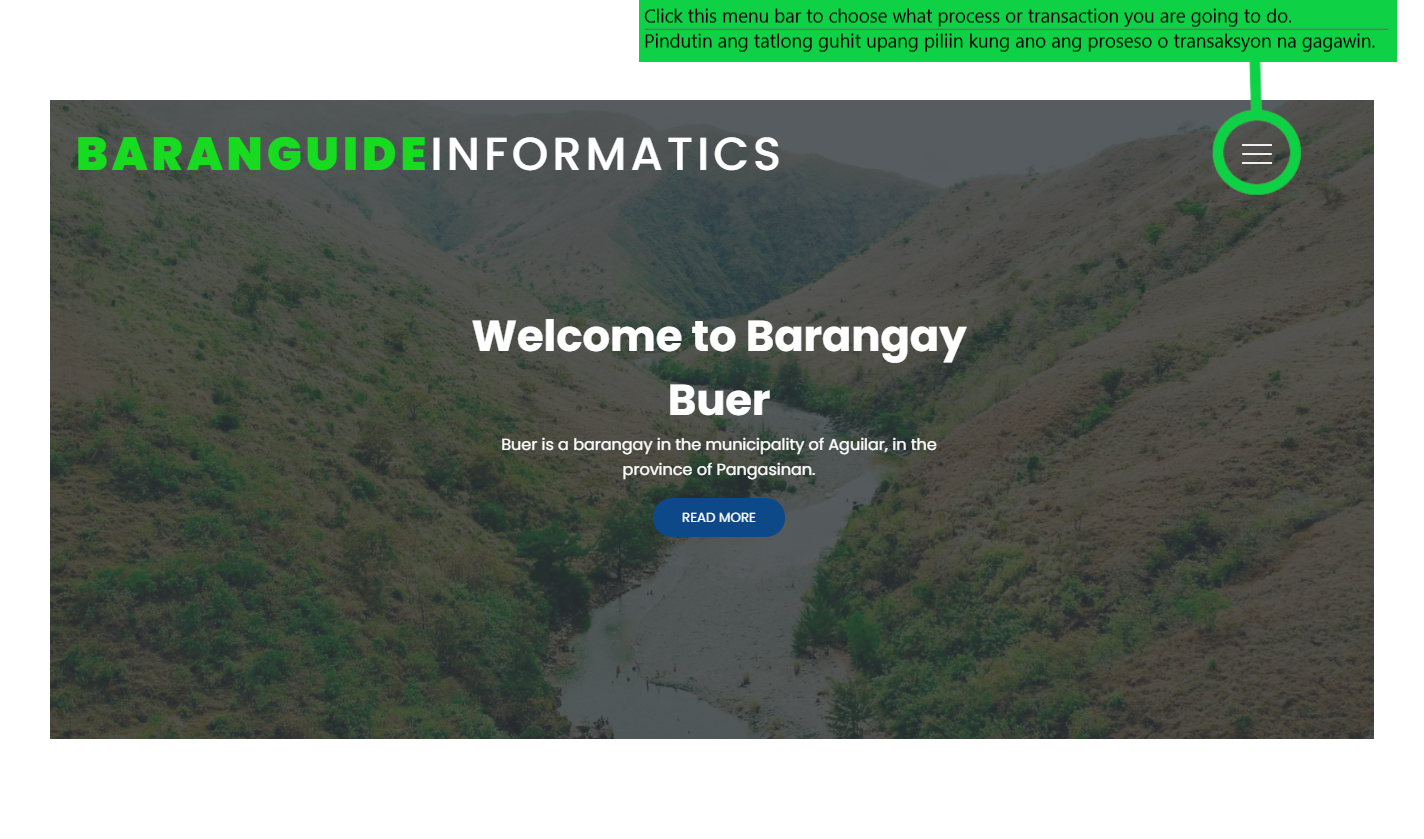 Click this menu bar to choose what process or transaction you are going to do.
Pindutin ang tatlong guhit upang piliin kung ano ang proseso o transaksyon na gagawin.
BARANGUIDEINFORMATICS
Welcome to Barangay
Buer
Buer is a barangay in the municipality of Aguilar, in the
province of Pangasinan.
READ MORE